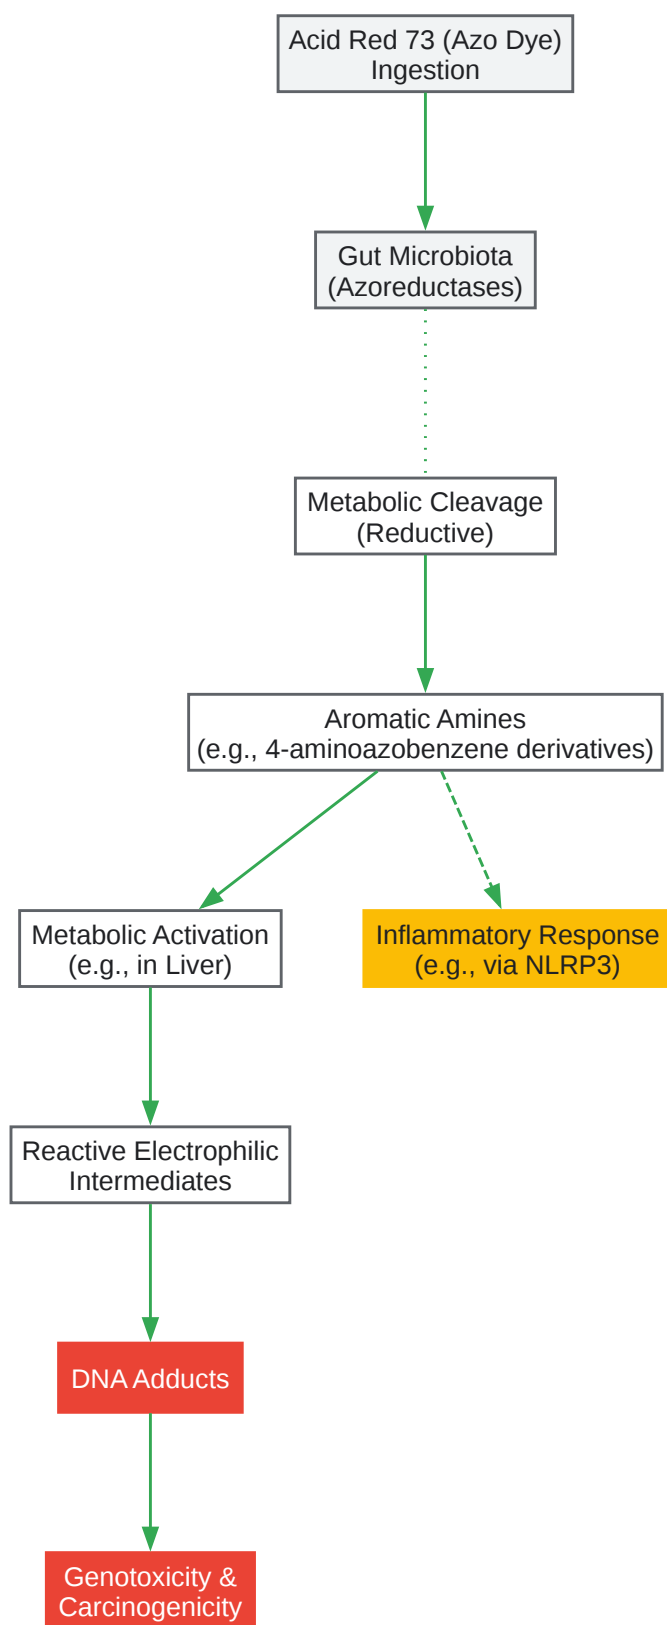 Acid Red 73 (Azo Dye)
Ingestion
Gut Microbiota
(Azoreductases)
Metabolic Cleavage
(Reductive)
Aromatic Amines
(e.g., 4-aminoazobenzene derivatives)
Metabolic Activation
(e.g., in Liver)
Inflammatory Response
(e.g., via NLRP3)
Reactive Electrophilic
Intermediates
DNA Adducts
Genotoxicity &
Carcinogenicity